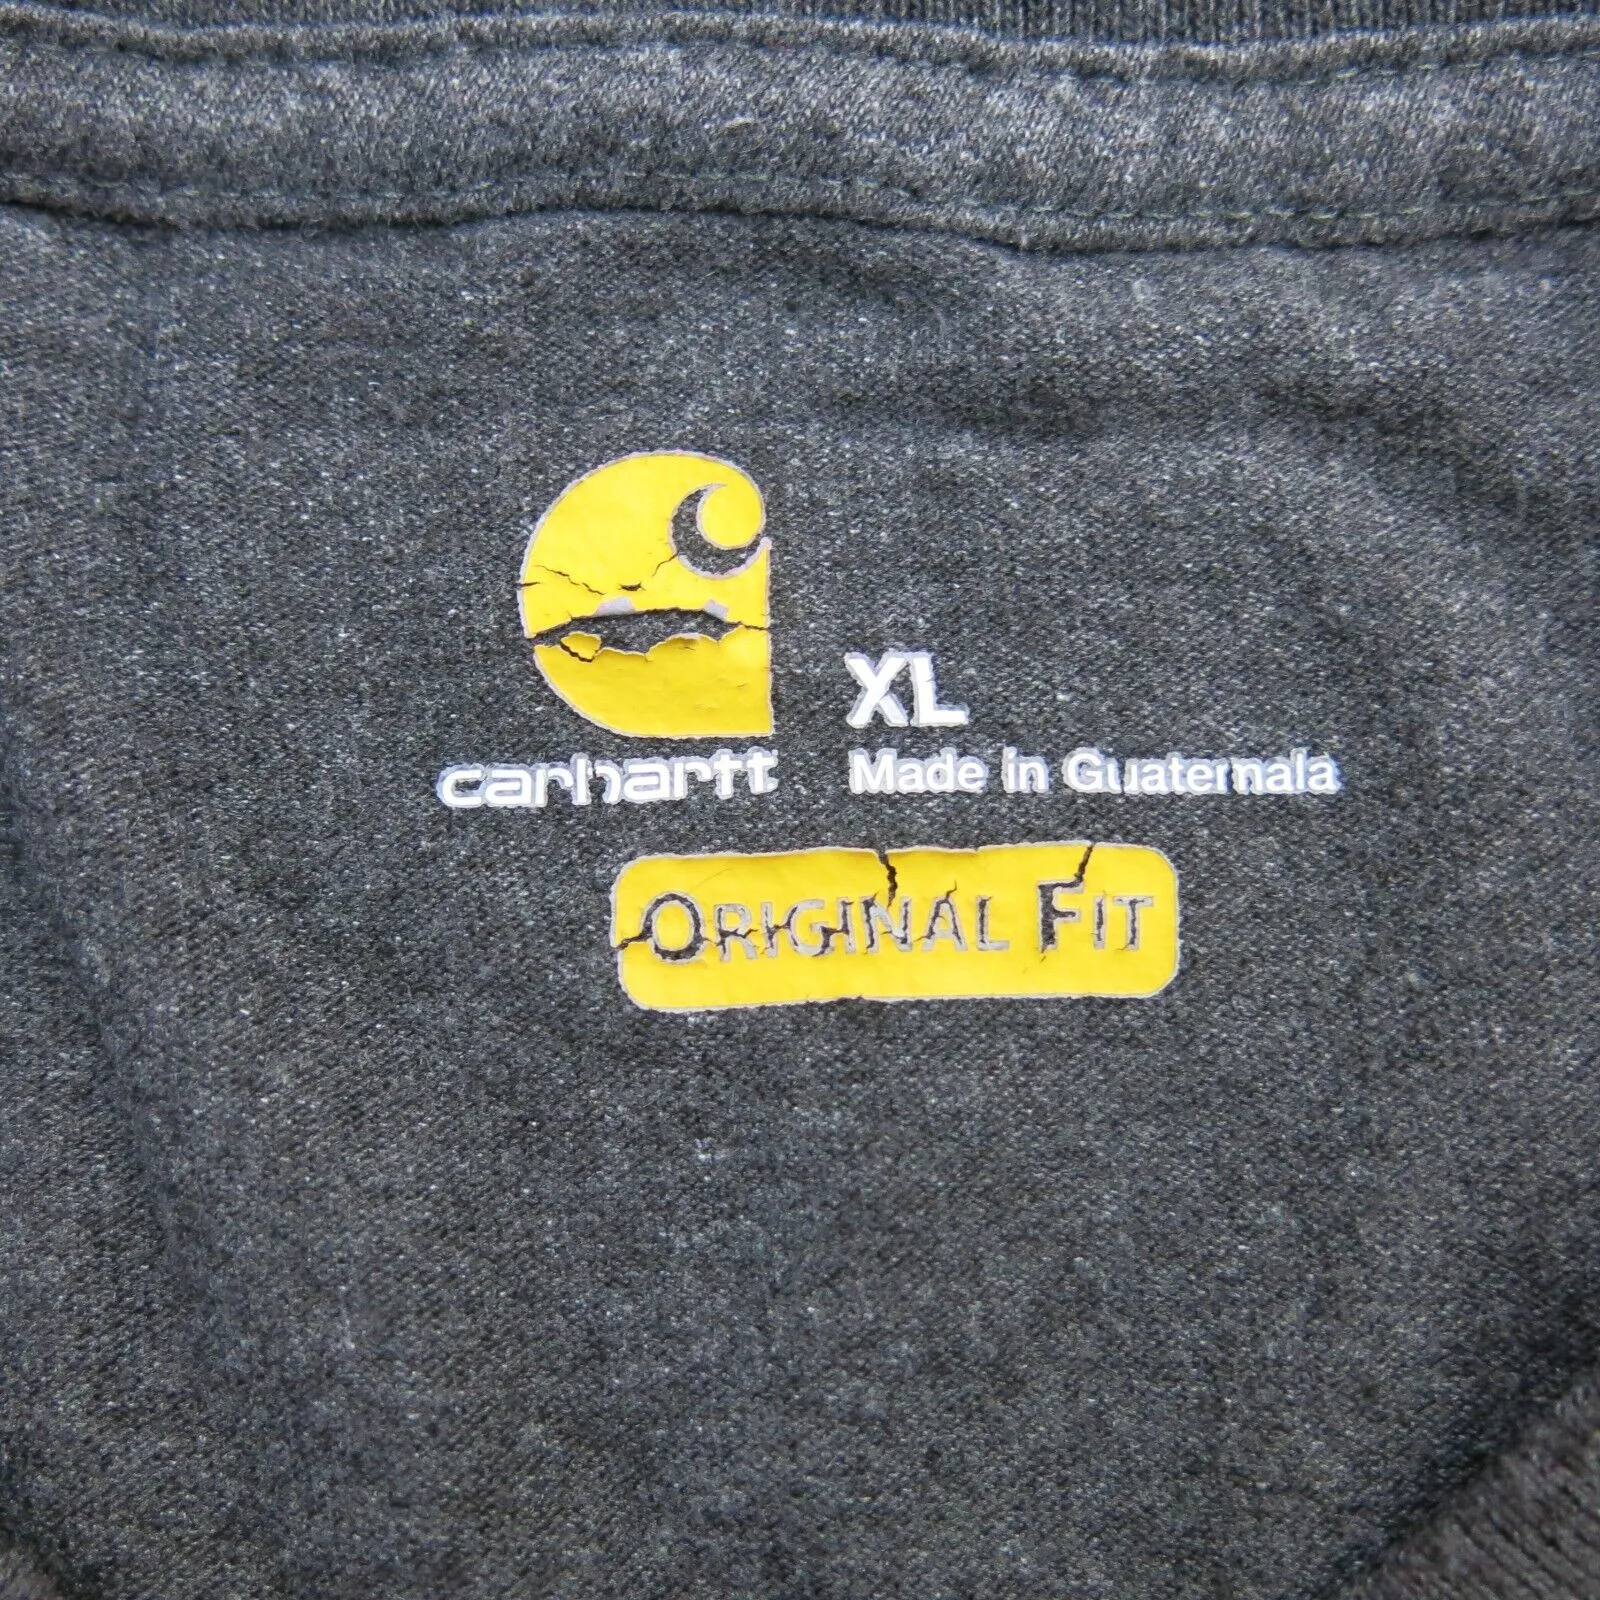 XL
carhartt Made in Guatemala
ORIGINAL FIT